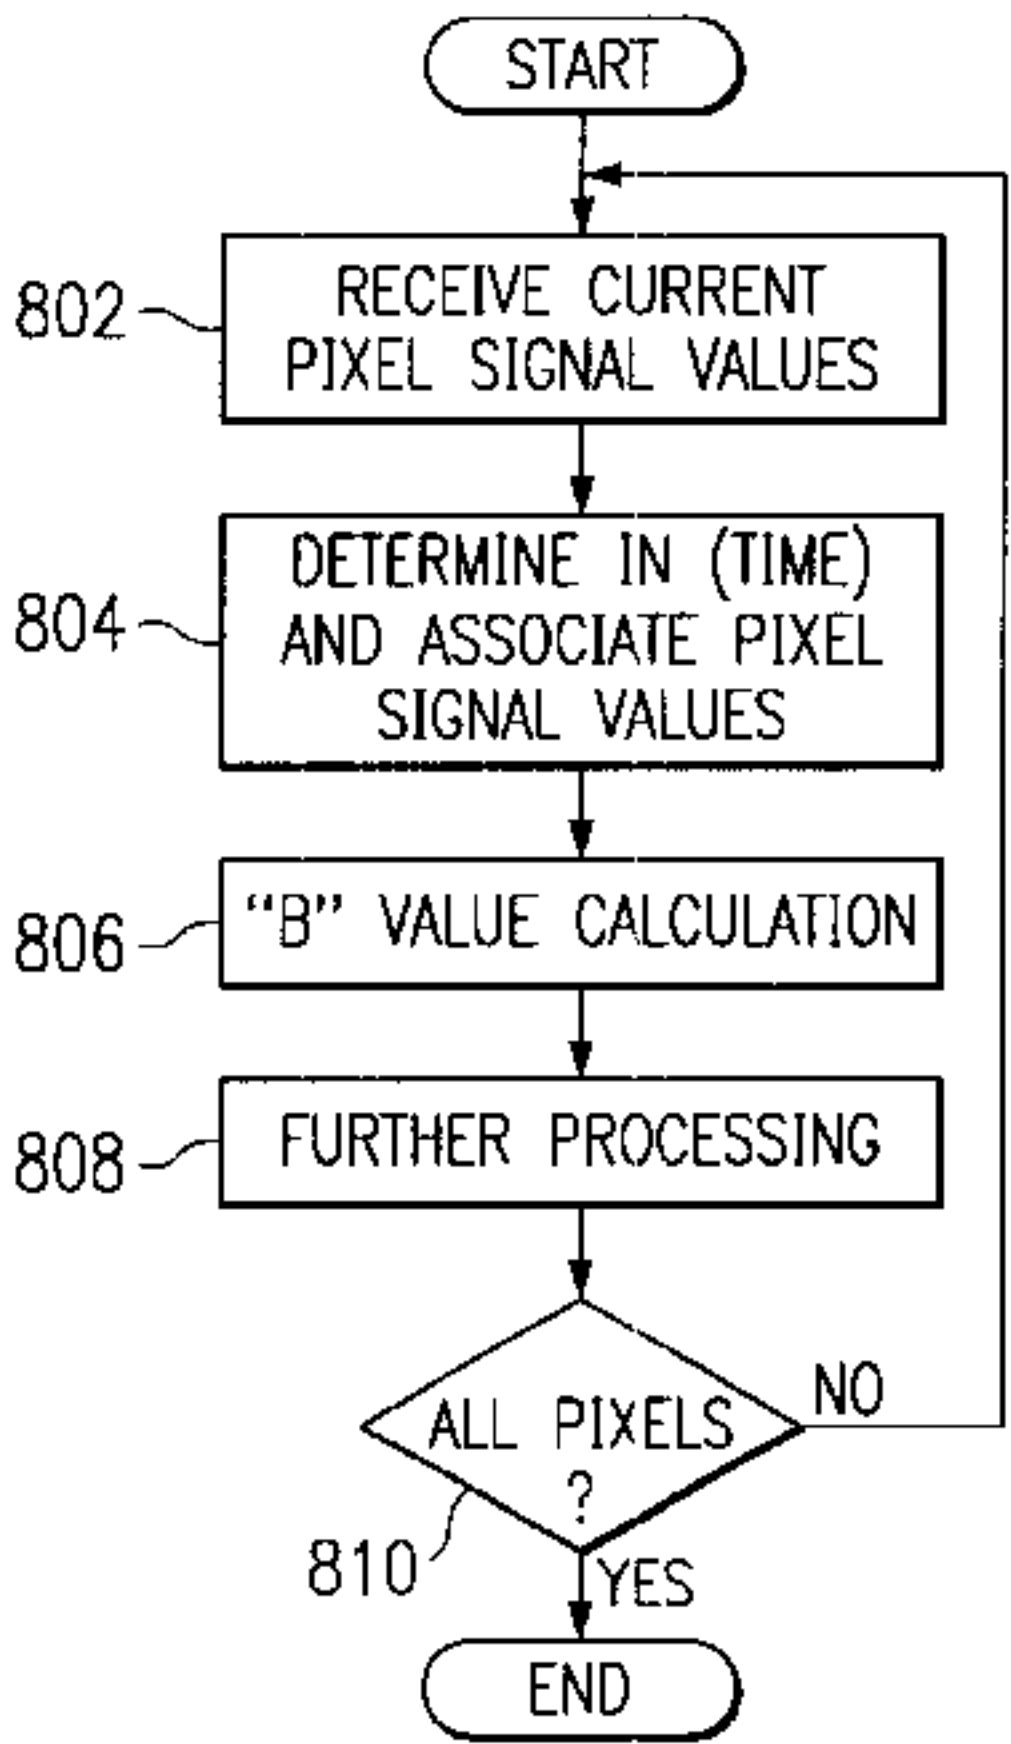 START
802
RECEIVE CURRENT
PIXEL SIGNAL VALUES
804
DETERMINE IN (TIME)
AND ASSOCIATE PIXEL
SIGNAL VALUES
806
"B" VALUE CALCULATION
808
FURTHER PROCESSING
ALL PIXELS
?
NO
810
YES
END